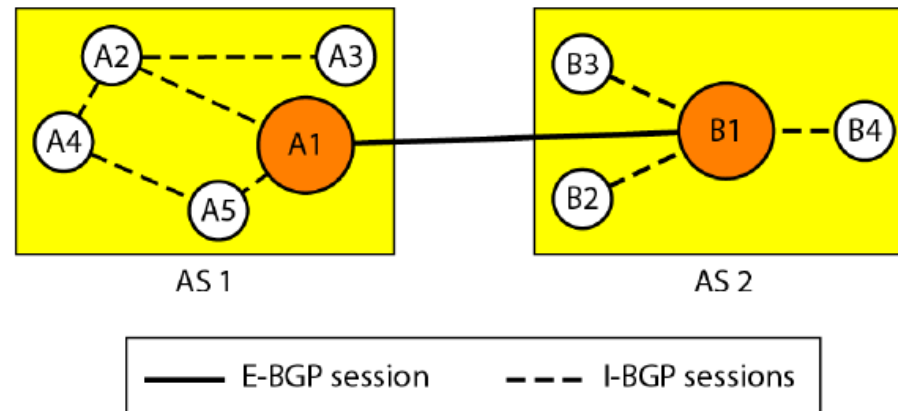 A2
A3
A1
A4
A5
AS 1
B3
B1
B4
B2
AS 2
E-BGP session
I-BGP sessions